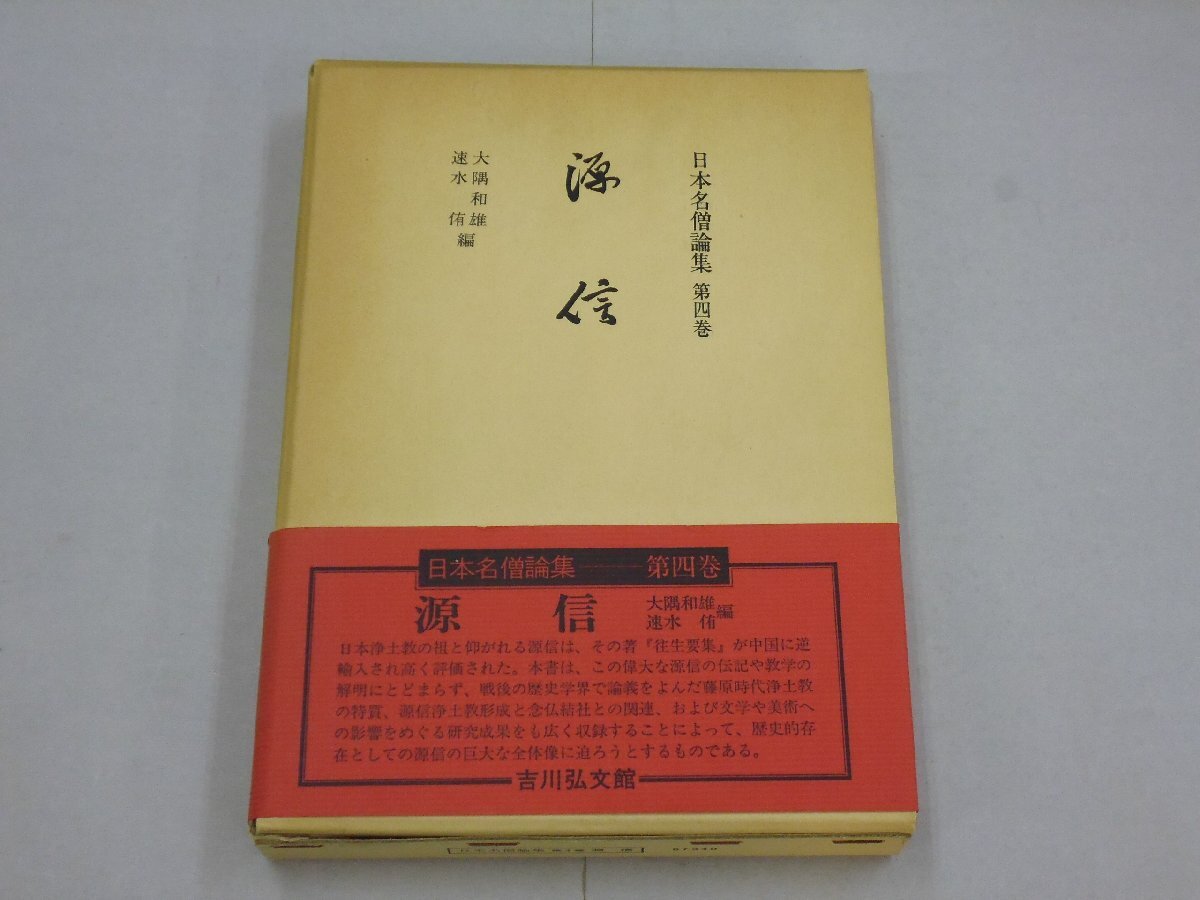 日本名僧論集 第四巻
源信
大隅和雄
速水侑編
日本名僧論集――第四巻
源信
大隅和雄
速水侑
編
日本浄土教の祖と仰がれる源信は、その著『往生要集』が中国に逆
輸入され高く評価された。本書は、この偉大な源信の伝記や教学の
解明にとどまらず、戦後の歴史学界で論義をよんだ藤原時代浄土教
の特質、源信浄土教形成と念仏結社との関連、および文学や美術へ
の影響をめぐる研究成果をも広く収録することによって、歴史的存
在としての源信の巨大な全体像に迫ろうとするものである。
吉川弘文館